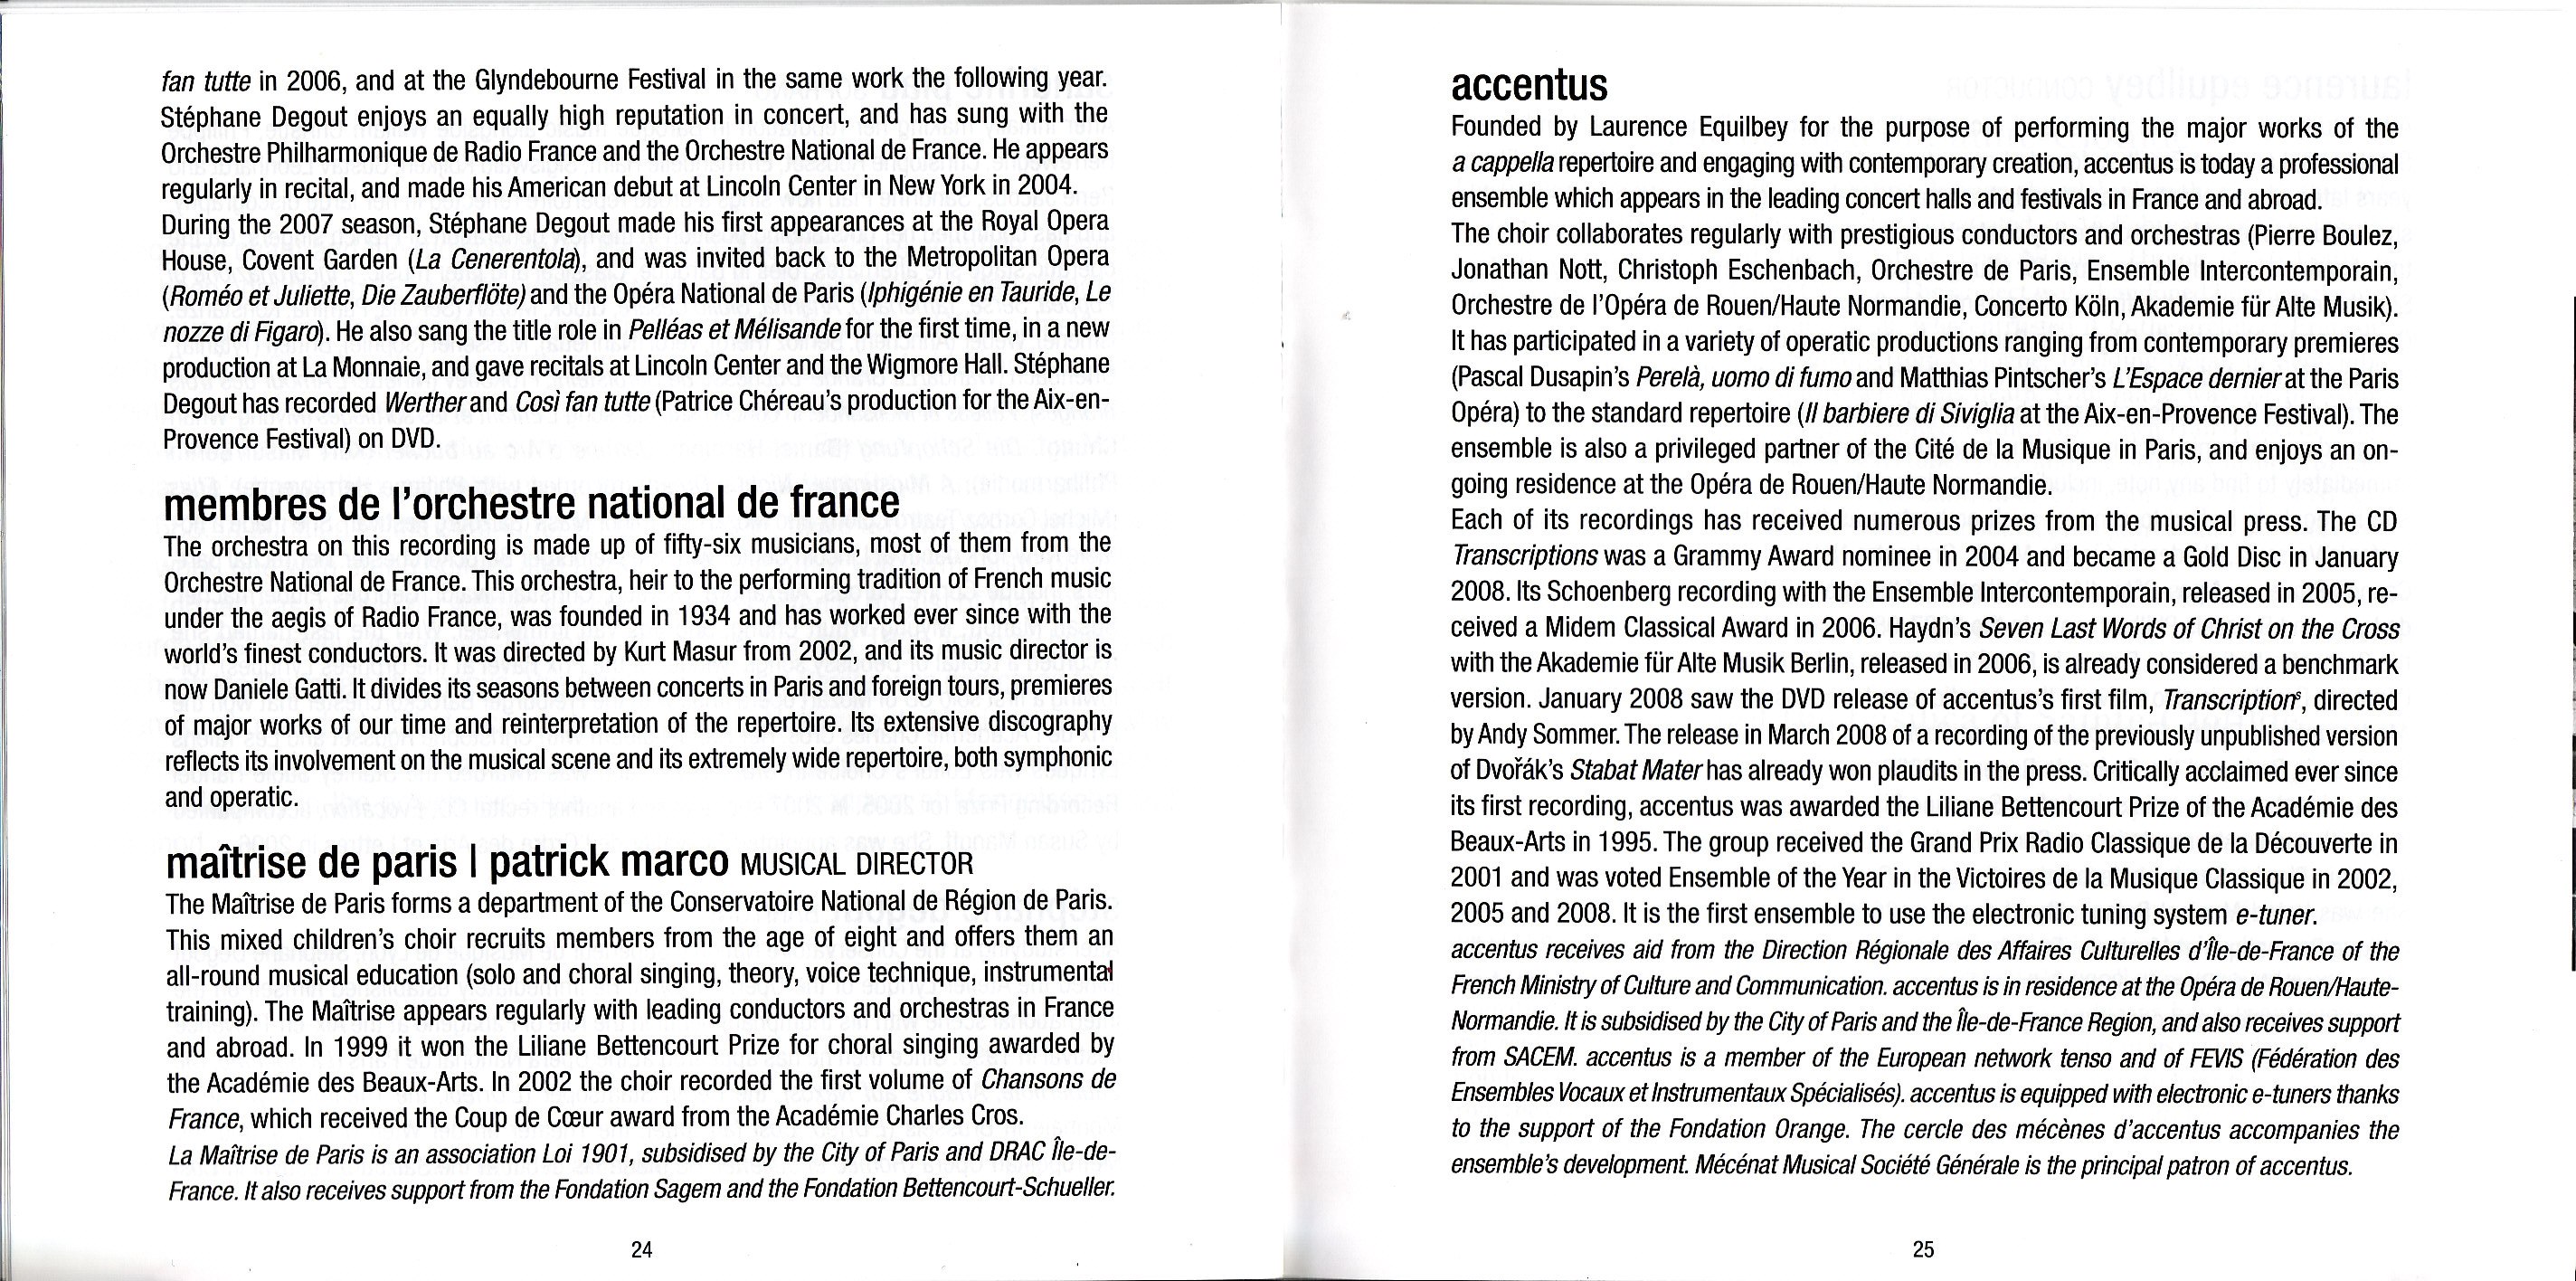 fan tutte in 2006, and at the Glyndebourne Festival in the same work the following year.
Stéphane Degout enjoys an equally high reputation in concert, and has sung with the
Orchestre Philharmonique de Radio France and the Orchestre National de France. He appears
regularly in recital, and made his American debut at Lincoln Center in New York in 2004.
During the 2007 season, Stéphane Degout made his first appearances at the Royal Opera
House, Covent Garden (La Cenerentola), and was invited back to the Metropolitan Opera
(Roméo et Juliette, Die Zauberflöte) and the Opéra National de Paris (Iphigénie en Tauride, Le
nozze di Figaro). He also sang the title role in Pelléas et Mélisande for the first time, in a new
production at La Monnaie, and gave recitals at Lincoln Center and the Wigmore Hall. Stéphane
Degout has recorded Werther and Così fan tutte (Patrice Chéreau's production for the Aix-en-
Provence Festival) on DVD.
membres de l'orchestre national de france
The orchestra on this recording is made up of fifty-six musicians, most of them from the
Orchestre National de France. This orchestra, heir to the performing tradition of French music
under the aegis of Radio France, was founded in 1934 and has worked ever since with the
world's finest conductors. It was directed by Kurt Masur from 2002, and its music director is
now Daniele Gatti. It divides its seasons between concerts in Paris and foreign tours, premieres
of major works of our time and reinterpretation of the repertoire. Its extensive discography
reflects its involvement on the musical scene and its extremely wide repertoire, both symphonic
and operatic.
maîtrise de paris | patrick marco MUSICAL DIRECTOR
The Maîtrise de Paris forms a department of the Conservatoire National de Région de Paris.
This mixed children's choir recruits members from the age of eight and offers them an
all-round musical education (solo and choral singing, theory, voice technique, instrumental
training). The Maîtrise appears regularly with leading conductors and orchestras in France
and abroad. In 1999 it won the Liliane Bettencourt Prize for choral singing awarded by
the Académie des Beaux-Arts. In 2002 the choir recorded the first volume of Chansons de
France, which received the Coup de Cœur award from the Académie Charles Cros.
La Maîtrise de Paris is an association Loi 1901, subsidised by the City of Paris and DRAC Île-de-
France. It also receives support from the Fondation Sagem and the Fondation Bettencourt-Schueller.
24
accentus
Founded by Laurence Equilbey for the purpose of performing the major works of the
a cappella repertoire and engaging with contemporary creation, accentus is today a professional
ensemble which appears in the leading concert halls and festivals in France and abroad.
The choir collaborates regularly with prestigious conductors and orchestras (Pierre Boulez,
Jonathan Nott, Christoph Eschenbach, Orchestre de Paris, Ensemble Intercontemporain,
Orchestre de l'Opéra de Rouen/Haute Normandie, Concerto Köln, Akademie für Alte Musik).
It has participated in a variety of operatic productions ranging from contemporary premieres
(Pascal Dusapin's Perelà, uomo di fumo and Matthias Pintscher's L'Espace dernier at the Paris
Opéra) to the standard repertoire (Il barbiere di Siviglia at the Aix-en-Provence Festival). The
ensemble is also a privileged partner of the Cité de la Musique in Paris, and enjoys an on-
going residence at the Opéra de Rouen/Haute Normandie.
Each of its recordings has received numerous prizes from the musical press. The CD
Transcriptions was a Grammy Award nominee in 2004 and became a Gold Disc in January
2008. Its Schoenberg recording with the Ensemble Intercontemporain, released in 2005, re-
ceived a Midem Classical Award in 2006. Haydn's Seven Last Words of Christ on the Cross
with the Akademie für Alte Musik Berlin, released in 2006, is already considered a benchmark
version. January 2008 saw the DVD release of accentus's first film, Transcriptionˢ, directed
by Andy Sommer. The release in March 2008 of a recording of the previously unpublished version
of Dvořák's Stabat Mater has already won plaudits in the press. Critically acclaimed ever since
its first recording, accentus was awarded the Liliane Bettencourt Prize of the Académie des
Beaux-Arts in 1995. The group received the Grand Prix Radio Classique de la Découverte in
2001 and was voted Ensemble of the Year in the Victoires de la Musique Classique in 2002,
2005 and 2008. It is the first ensemble to use the electronic tuning system e-tuner.
accentus receives aid from the Direction Régionale des Affaires Culturelles d'Île-de-France of the
French Ministry of Culture and Communication. accentus is in residence at the Opéra de Rouen/Haute-
Normandie. It is subsidised by the City of Paris and the Île-de-France Region, and also receives support
from SACEM. accentus is a member of the European network tenso and of FEVIS (Fédération des
Ensembles Vocaux et Instrumentaux Spécialisés). accentus is equipped with electronic e-tuners thanks
to the support of the Fondation Orange. The cercle des mécènes d'accentus accompanies the
ensemble's development. Mécénat Musical Société Générale is the principal patron of accentus.
25